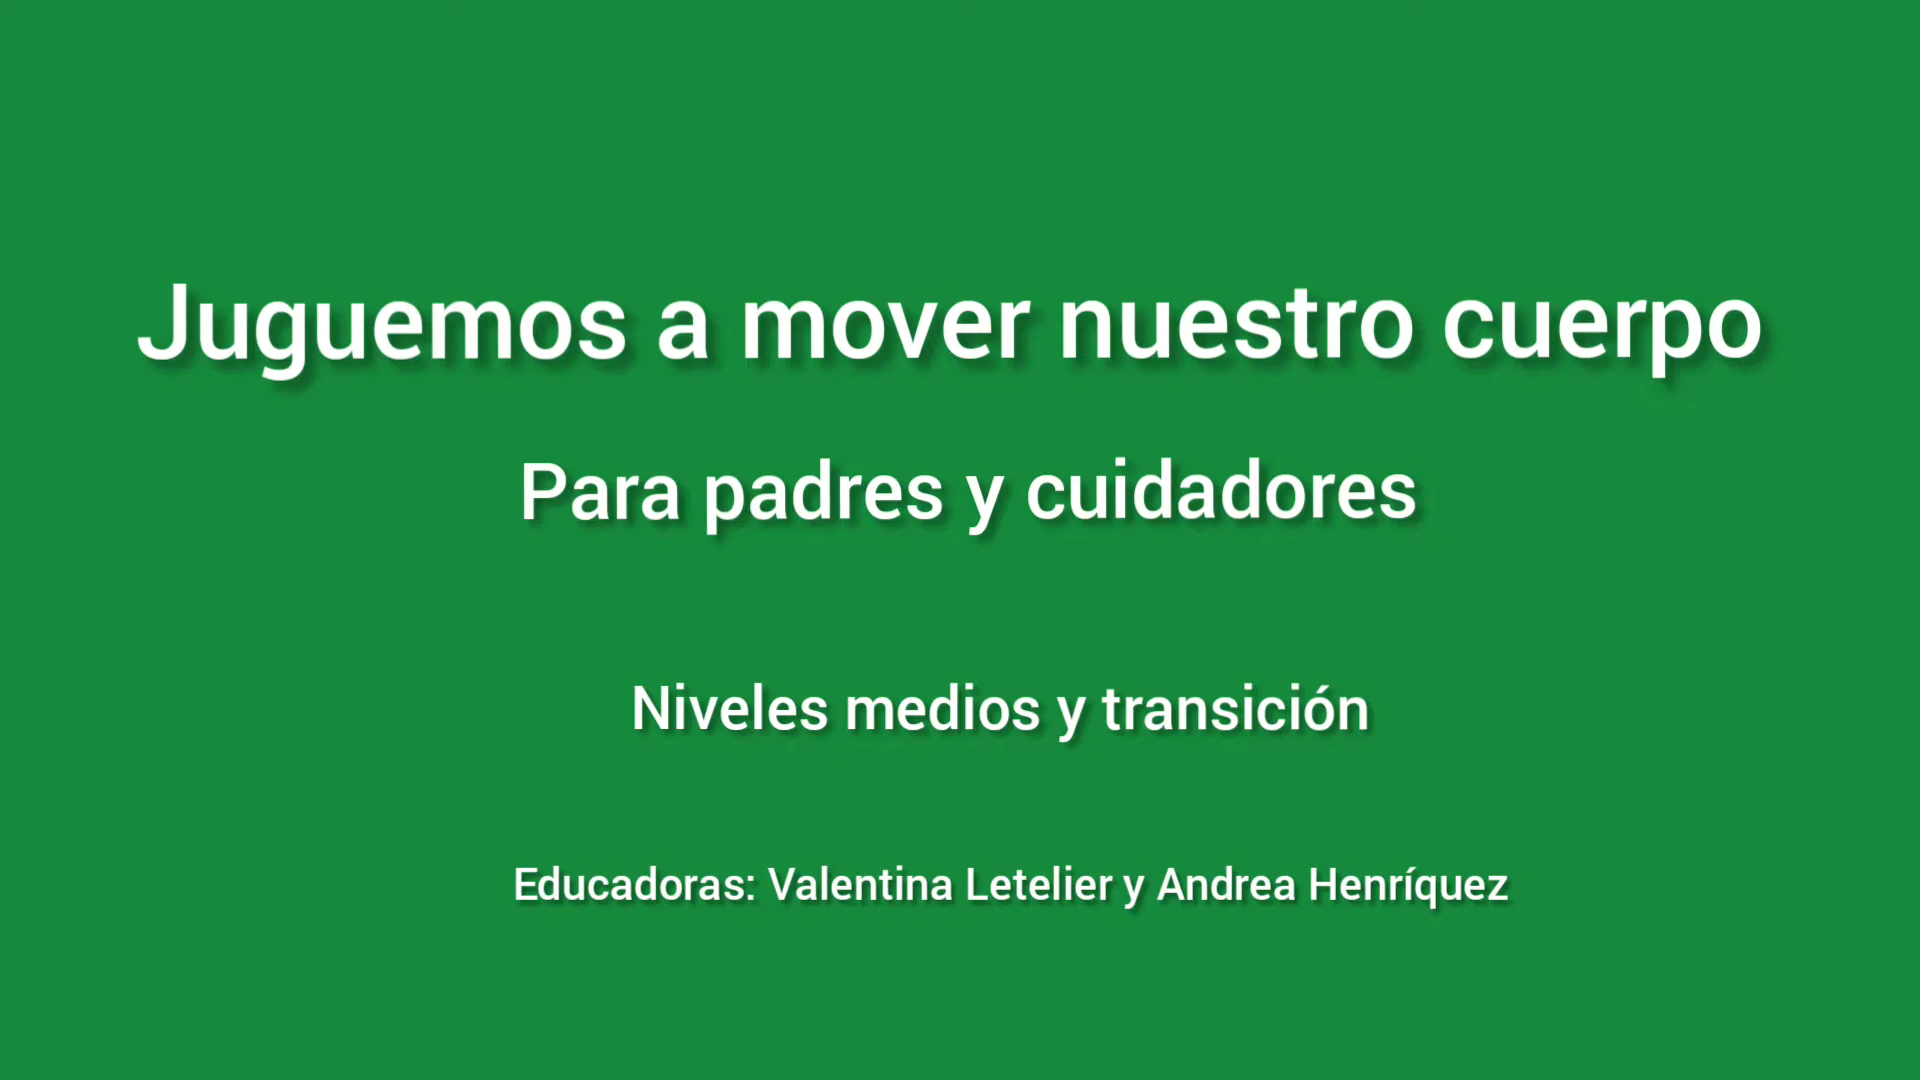 Juguemos a mover nuestro cuerpo
Para padres y cuidadores
Niveles medios y transición
Educadoras: Valentina Letelier y Andrea Henríquez